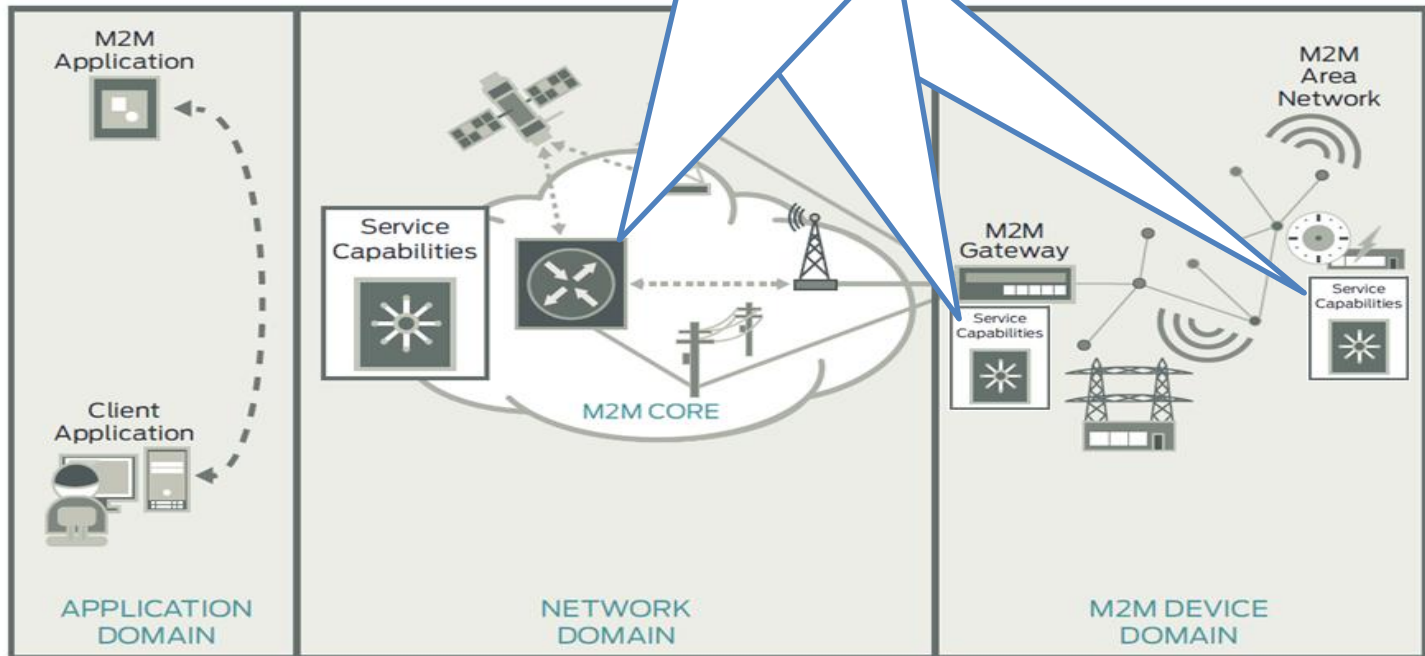 M2M
Application
Client
Application
APPLICATION
DOMAIN
Service
Capabilities
M2M CORE
NETWORK
DOMAIN
M2M
Area
Network
M2M
Gateway
Service
Capabilities
Service
Capabilities
M2M DEVICE
DOMAIN